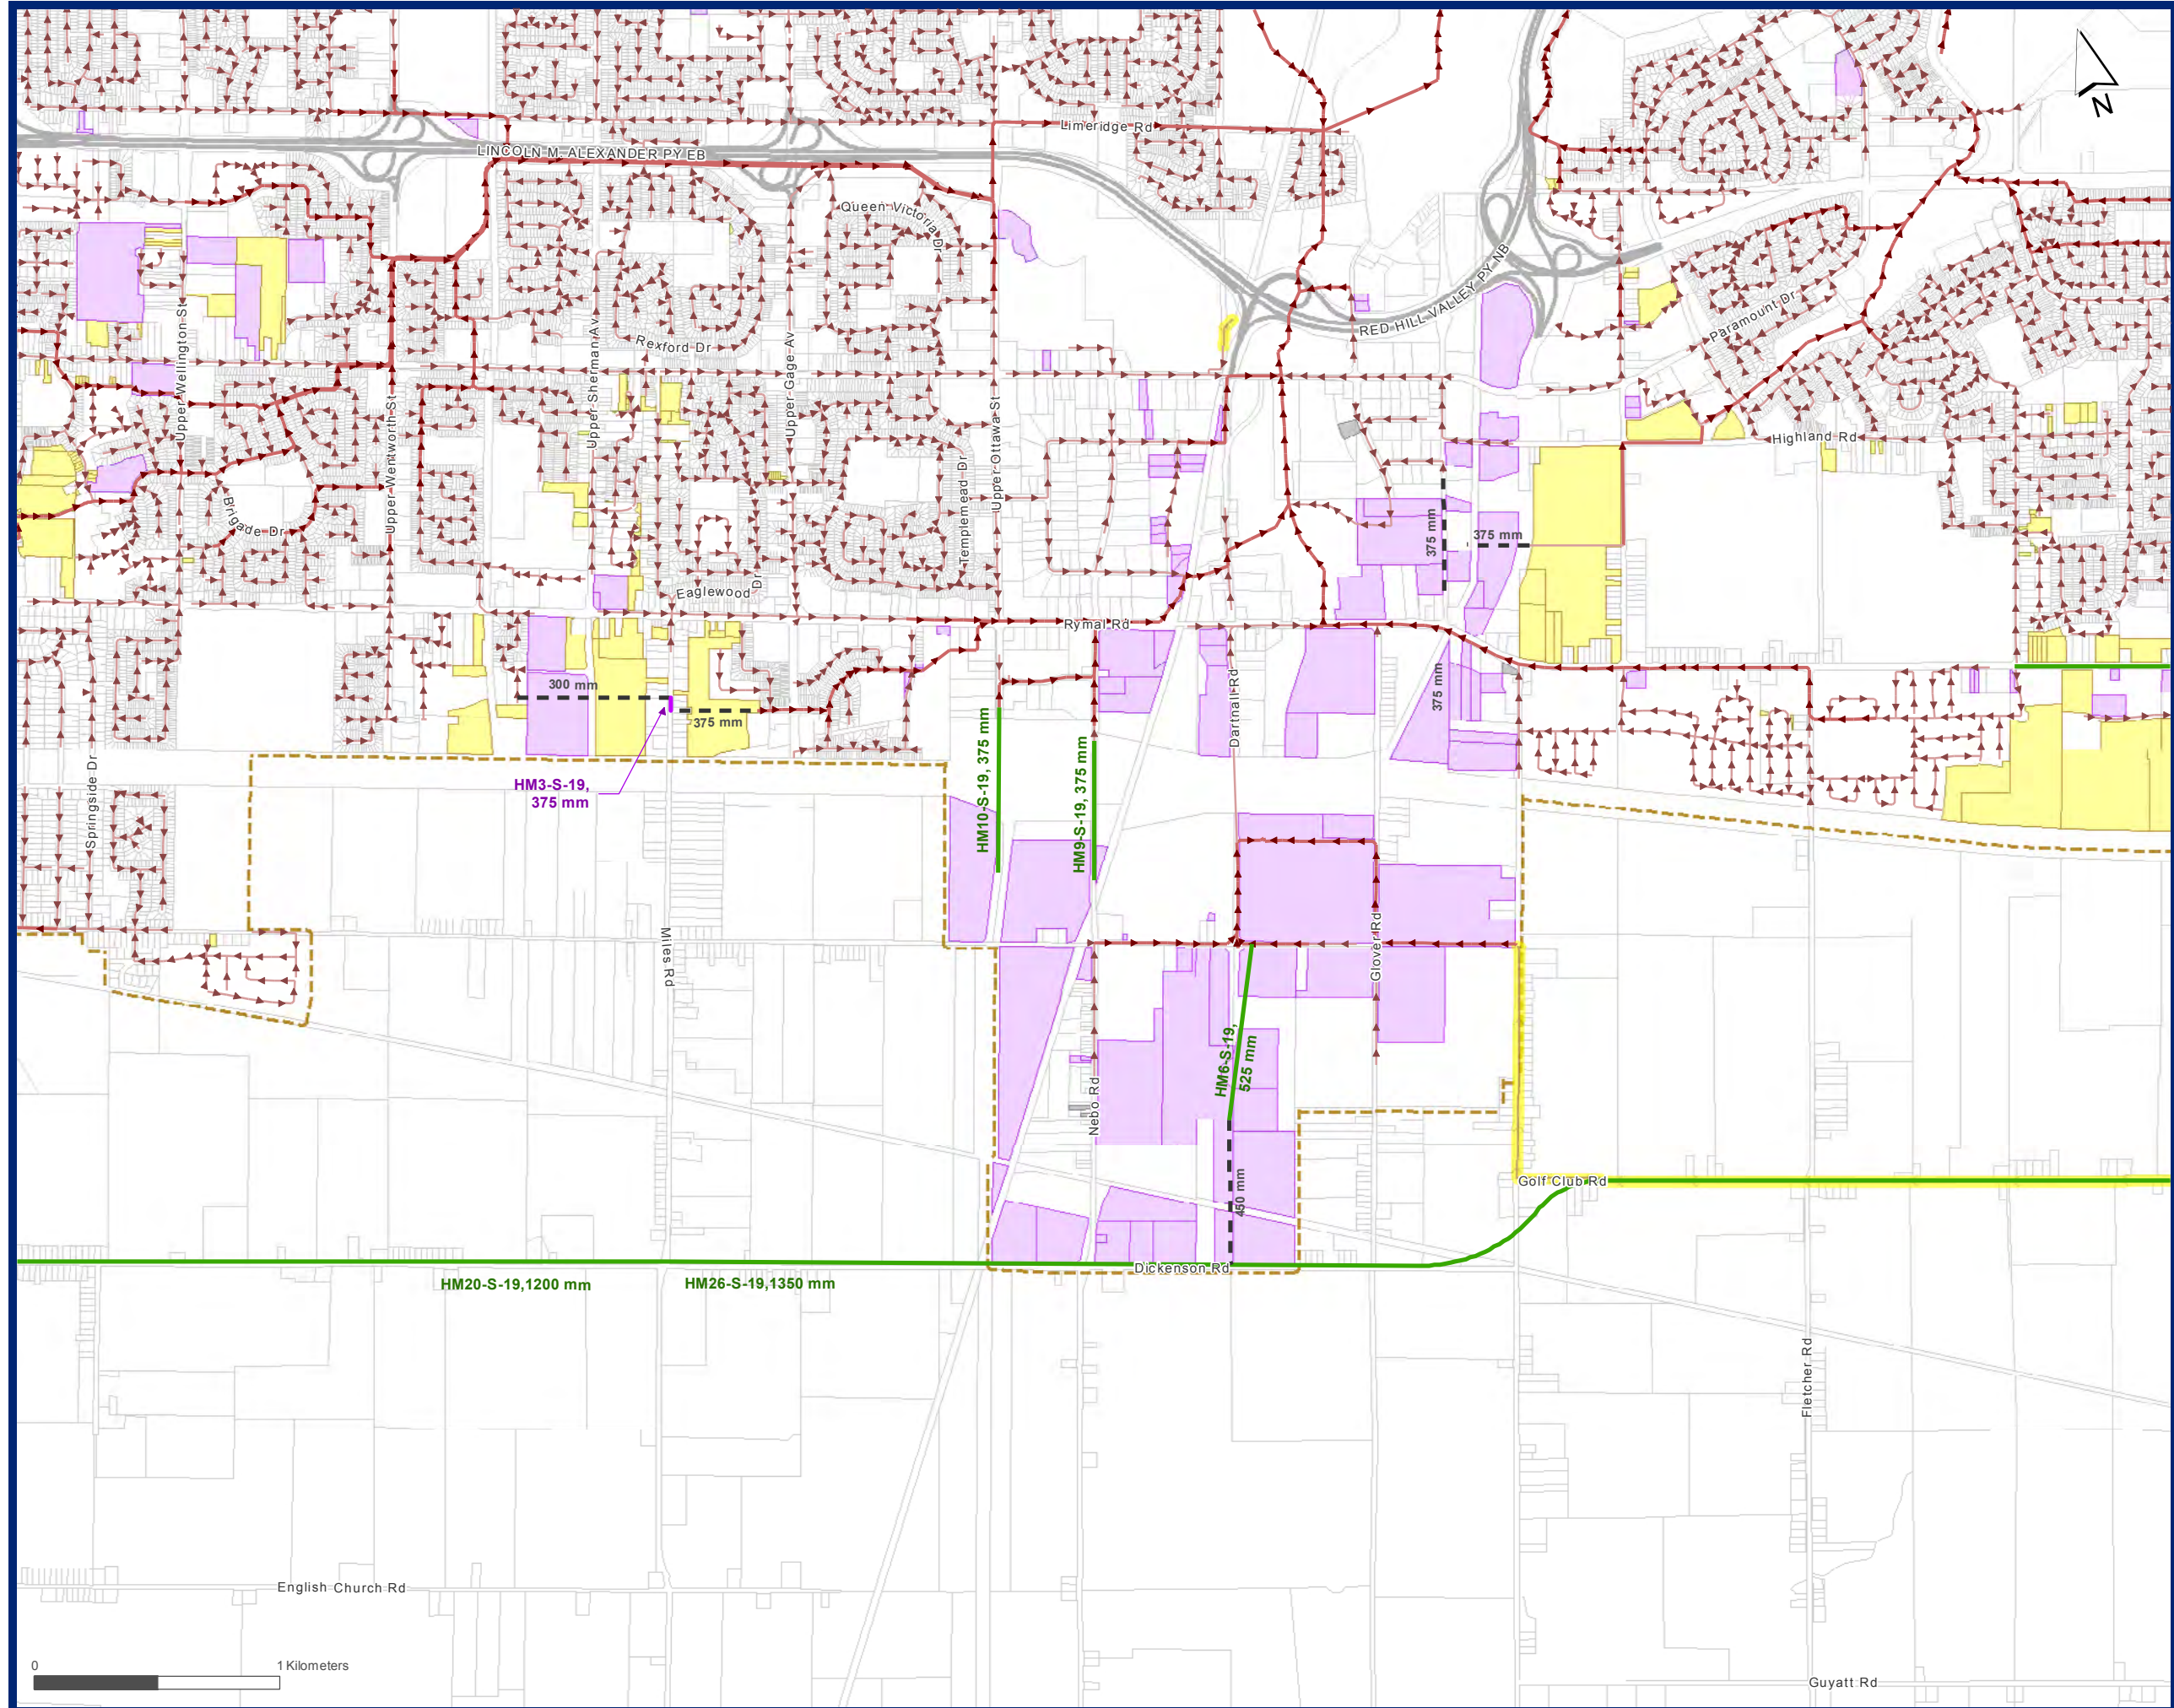 N
Limeridge Rd
LINCOLN M. ALEXANDER PY EB
Queen Victoria Dr
RED HILL VALLEY PY NB
Paramount Dr
Upper Wellington St
Upper Sherman Av
Rexford Dr
Upper Gage Av
Upper Wentworth St
Upper Ottawa St
Templemead Dr
Highland Rd
Brigade Dr
375 mm
375 mm
Eaglewood Dr
Rymal Rd
300 mm
375 mm
375 mm
Dartnall Rd
HM3-S-19,
375 mm
HM10-S-19, 375 mm
HM9-S-19, 375 mm
Springside Dr
Miles Rd
Glover Rd
HM6-S-19,
525 mm
Nebo Rd
450 mm
Golf Club Rd
Dickenson Rd
HM20-S-19,1200 mm
HM26-S-19,1350 mm
Fletcher Rd
English Church Rd
0
1 Kilometers
Guyatt Rd